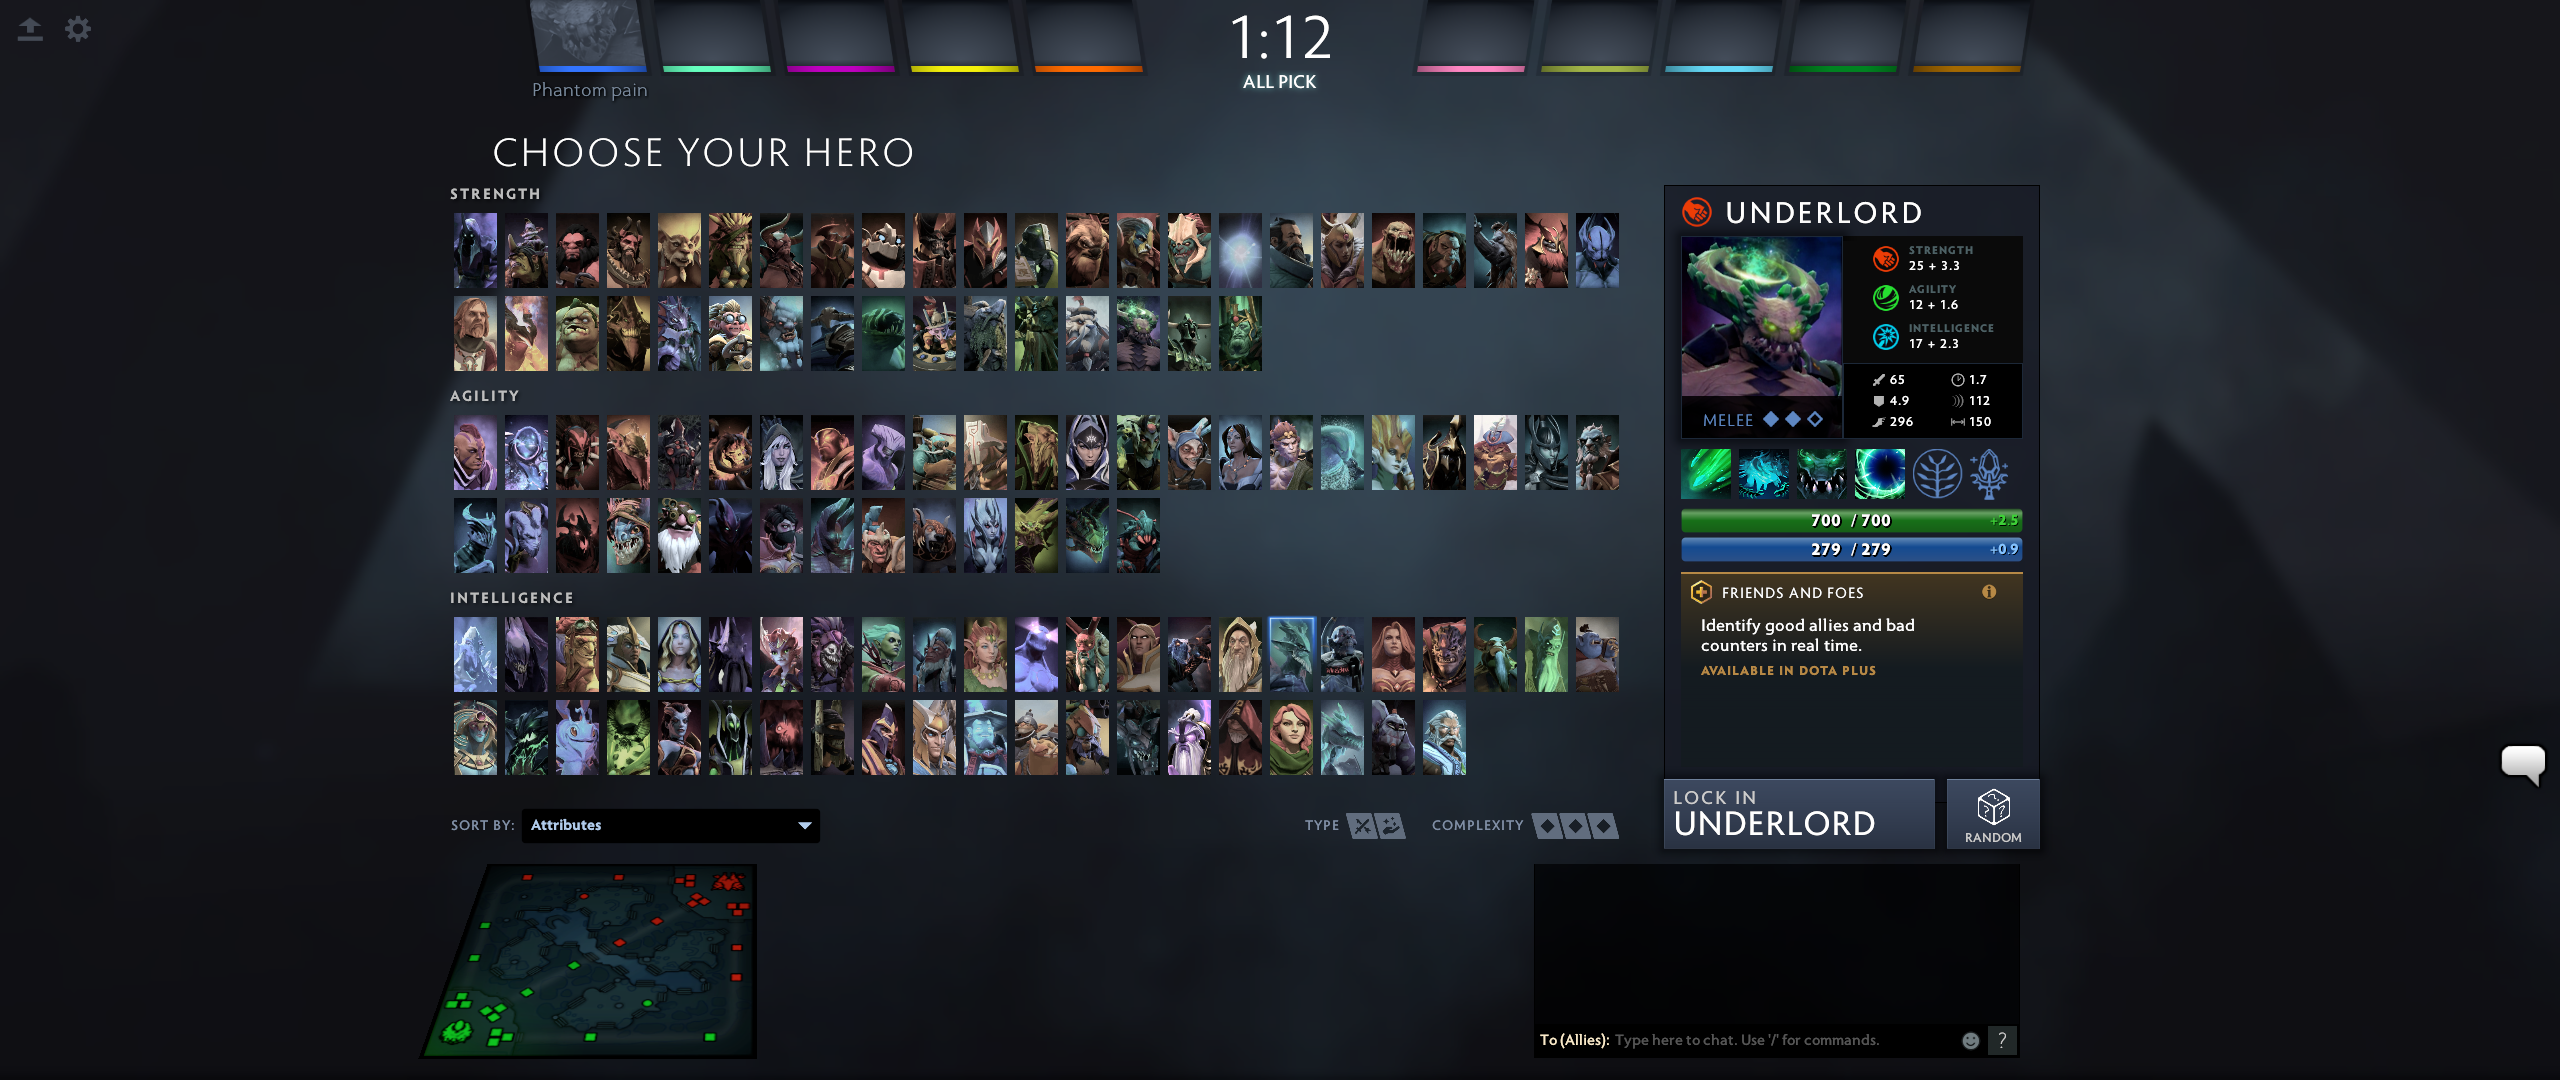 1:12
ALL PICK
Phantom pain
CHOOSE YOUR HERO
STRENGTH
AGILITY
INTELLIGENCE
SORT BY: Attributes
TYPE
COMPLEXITY
UNDERLORD
STRENGTH
25 + 3.3
AGILITY
12 + 1.6
INTELLIGENCE
17 + 2.3
MELEE
65 1.7
4.9 112
296 150
700 / 700 +2.5
279 / 279 +0.9
FRIENDS AND FOES
Identify good allies and bad
counters in real time.
AVAILABLE IN DOTA PLUS
LOCK IN
UNDERLORD
RANDOM
To (Allies): Type here to chat. Use '/' for commands. ?